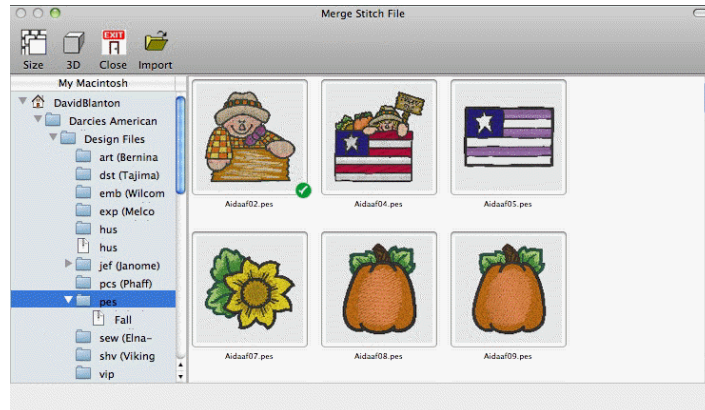 Merge Stitch File
EXIT
Size 3D Close Import
My Macintosh
DavidBlanton
Darcies American
Design Files
art (Bernina
dst (Tajima)
emb (Wilcom
exp (Melco
hus
hus
jef (Janome)
pcs (Phaff)
pes
Fall
sew (Elna-
shv (Viking
vip
Aidaaf02.pes Aidaaf04.pes Aidaaf05.pes
Aidaaf07.pes Aidaaf08.pes Aidaaf09.pes